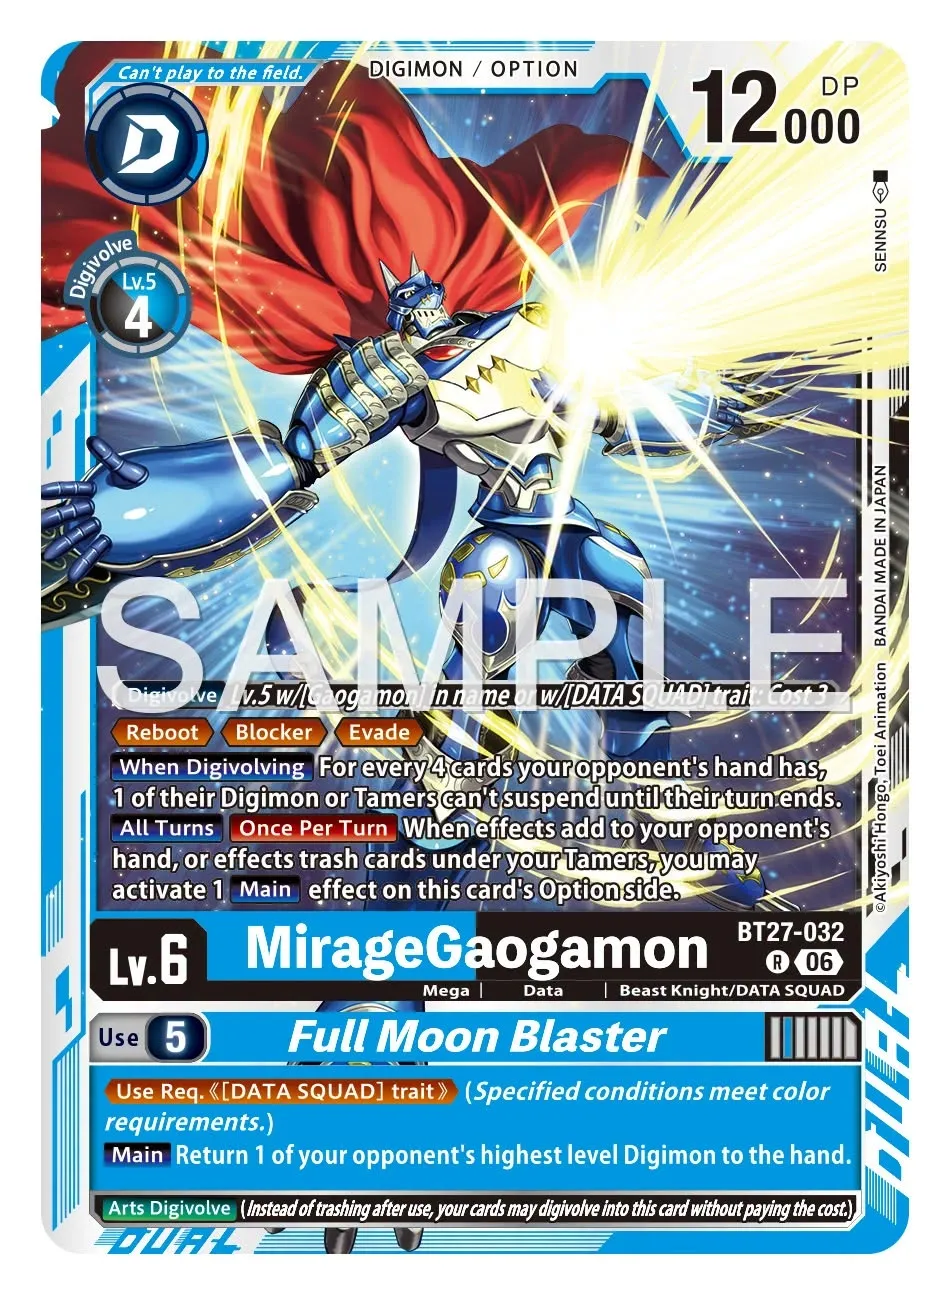 Can't play to the field.
DIGIMON / OPTION
12000 DP
D
Digivolve
Lv.5
4
SENNSU
BANDAI MADE IN JAPAN
©Akiyoshi Hongo, Toei Animation
SAMPLE
Digivolve Lv.5 w/[Gaogamon] in name or w/[DATA SQUAD] trait: Cost 3
Reboot Blocker Evade
When Digivolving For every 4 cards your opponent's hand has,
1 of their Digimon or Tamers can't suspend until their turn ends.
All Turns Once Per Turn When effects add to your opponent's
hand, or effects trash cards under your Tamers, you may
activate 1 Main effect on this card's Option side.
Lv.6 MirageGaogamon BT27-032
R 06
Mega | Data | Beast Knight/DATA SQUAD
Use 5 Full Moon Blaster
Use Req.《[DATA SQUAD] trait》 (Specified conditions meet color
requirements.)
Main Return 1 of your opponent's highest level Digimon to the hand.
Arts Digivolve (Instead of trashing after use, your cards may digivolve into this card without paying the cost.)
DUAL
DUAL